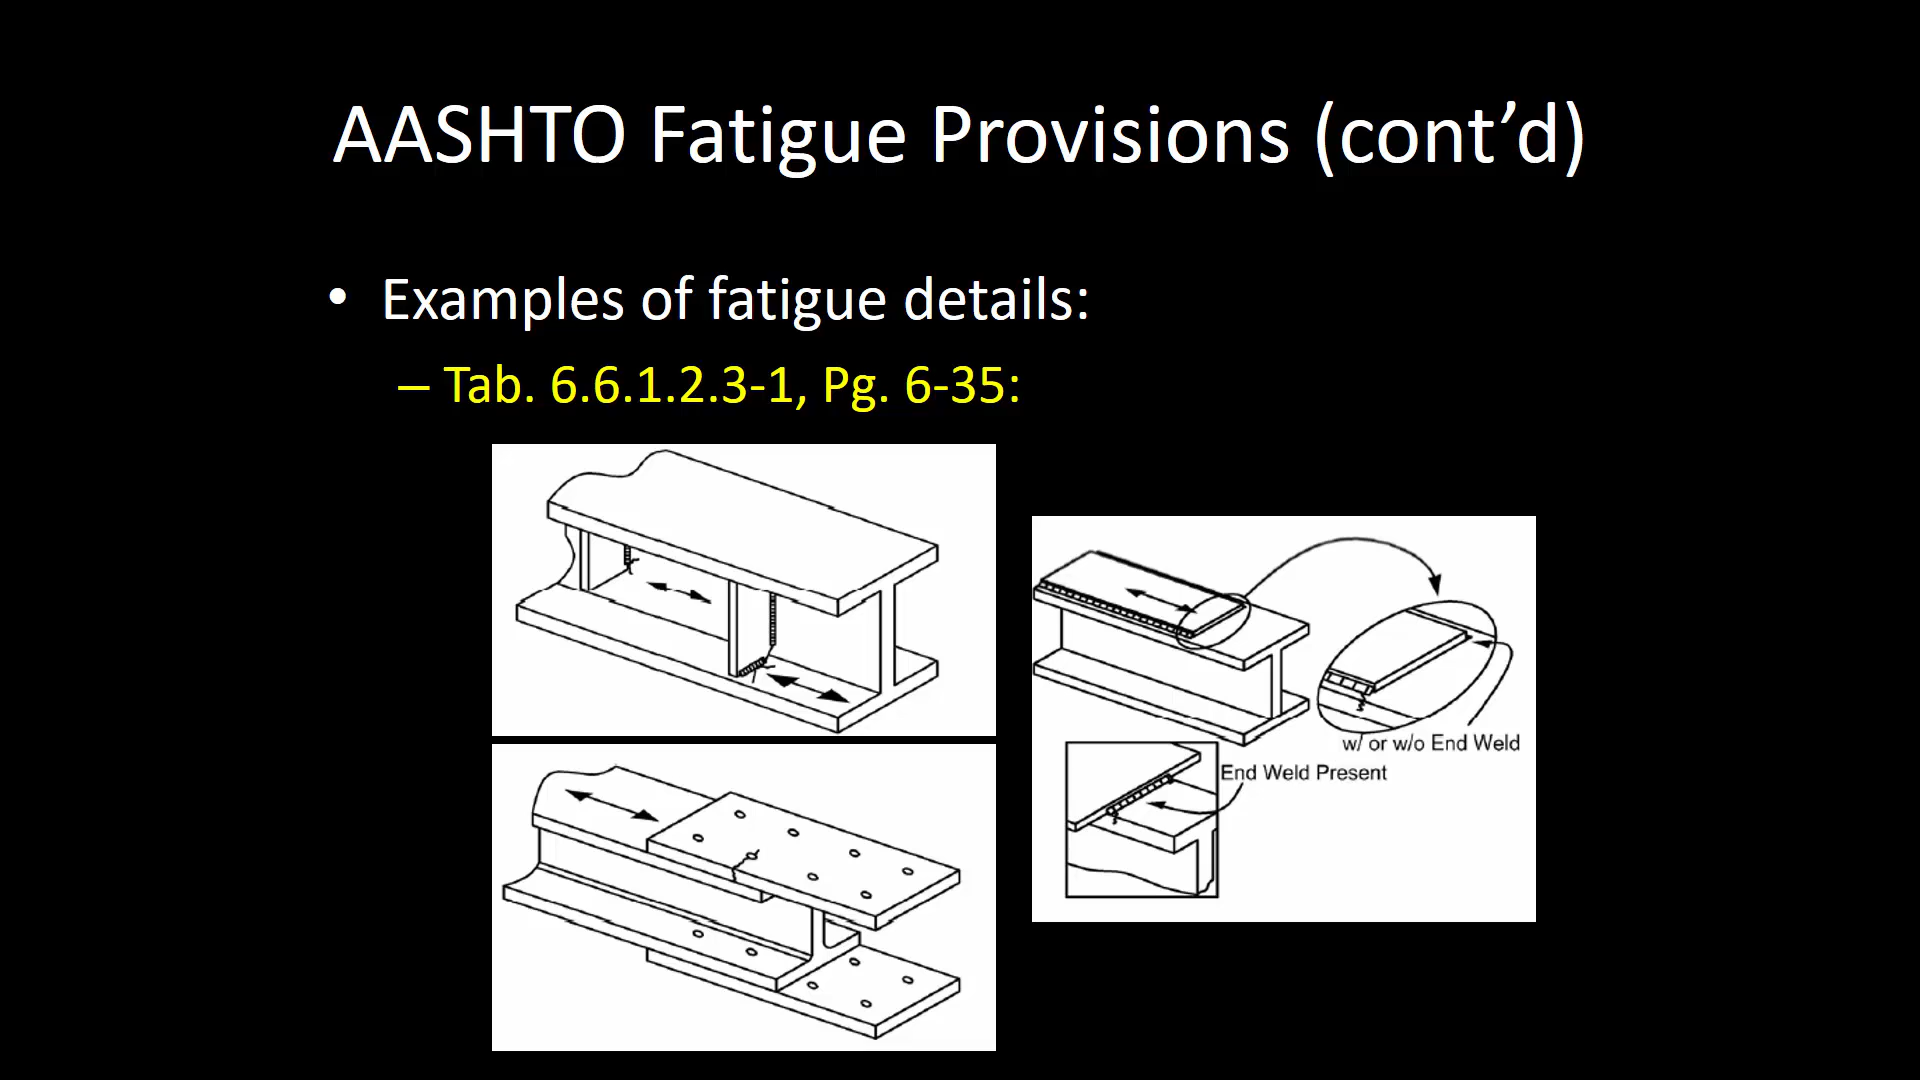 AASHTO Fatigue Provisions (cont’d)
• Examples of fatigue details:
– Tab. 6.6.1.2.3-1, Pg. 6-35:
w/ or w/o End Weld
End Weld Present